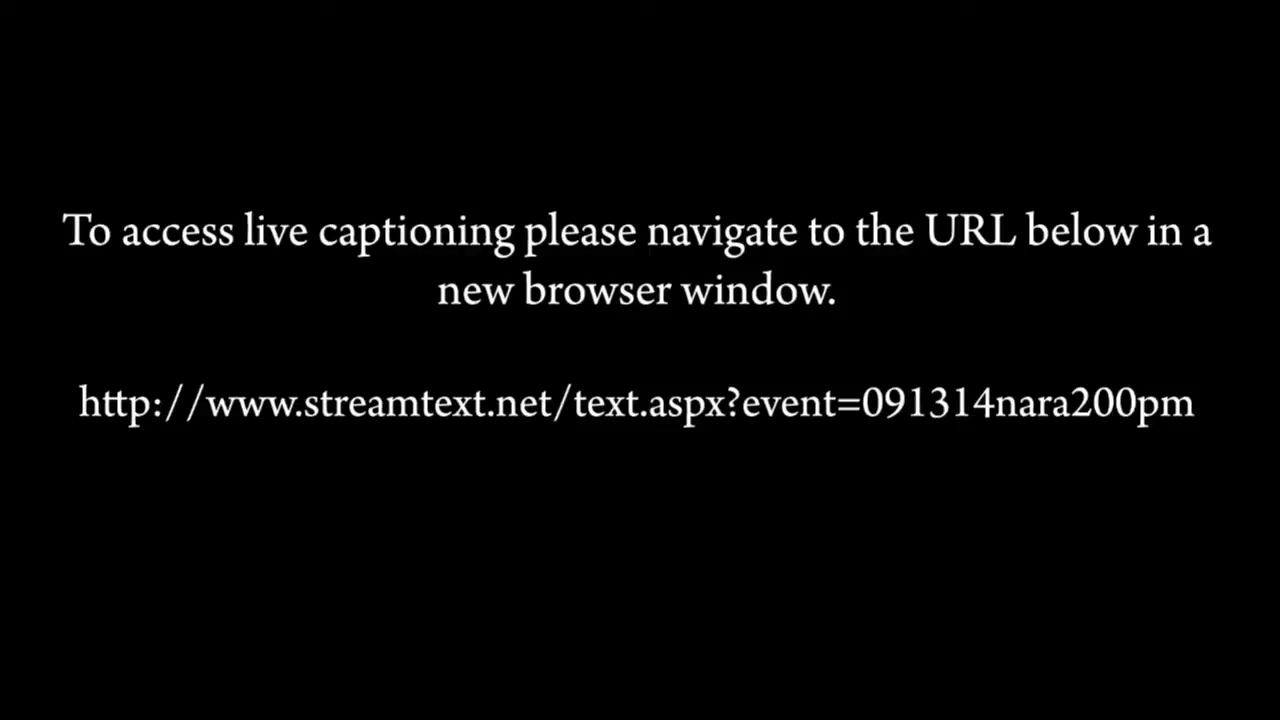 To access live captioning please navigate to the URL below in a
new browser window.
http://www.streamtext.net/text.aspx?event=091314nara200pm